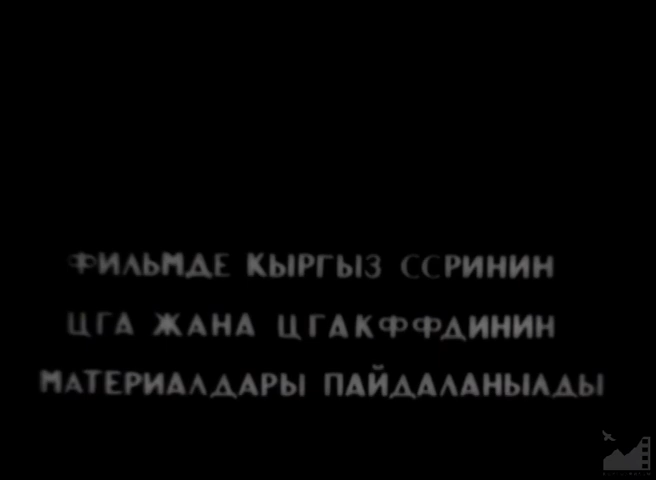 ФИЛЬМДЕ КЫРГЫЗ ССРИНИН
ЦГА ЖАНА ЦГАКФФДИНИН
МАТЕРИАЛДАРЫ ПАЙДАЛАНЫЛДЫ